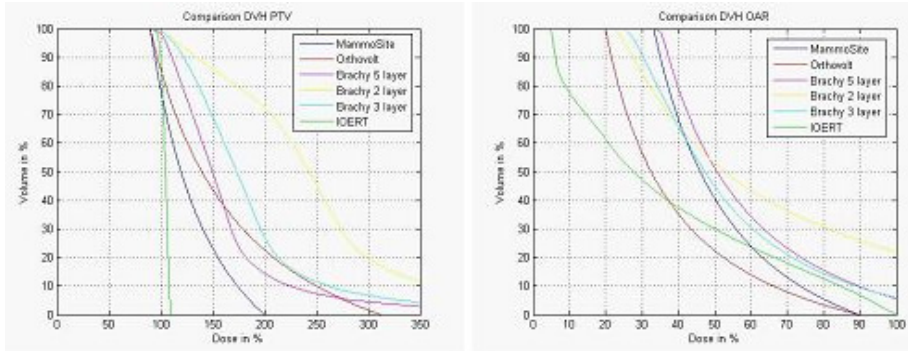 Comparison DVH PTV
100
90
80
70
60
50
40
30
20
10
0
Volume in %
0 50 100 150 200 250 300 350
Dose in %
MammoSite
Orthovolt
Brachy 5 layer
Brachy 2 layer
Brachy 3 layer
IOERT
Comparison DVH OAR
100
90
80
70
60
50
40
30
20
10
0
Volume in %
0 10 20 30 40 50 60 70 80 90 100
Dose in %
MammoSite
Orthovolt
Brachy 5 layer
Brachy 2 layer
Brachy 3 layer
IOERT